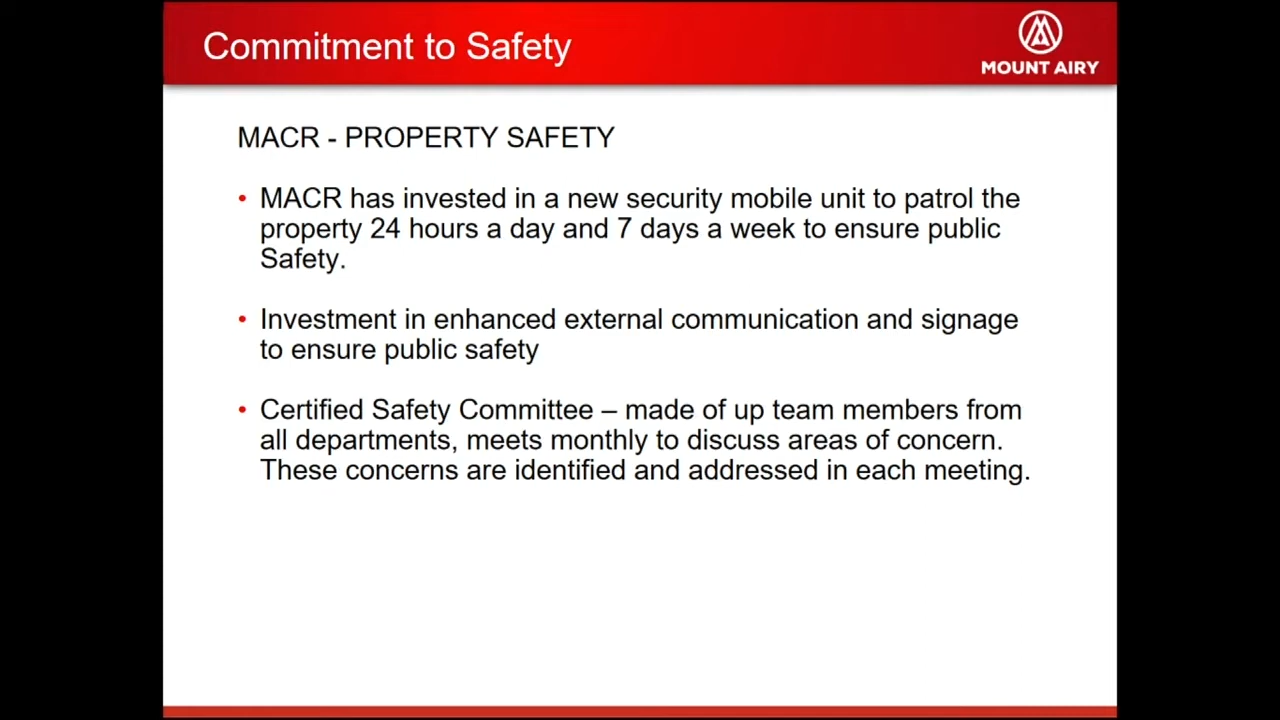 Commitment to Safety
MOUNT AIRY
MACR - PROPERTY SAFETY
• MACR has invested in a new security mobile unit to patrol the
property 24 hours a day and 7 days a week to ensure public
Safety.
• Investment in enhanced external communication and signage
to ensure public safety
• Certified Safety Committee – made of up team members from
all departments, meets monthly to discuss areas of concern.
These concerns are identified and addressed in each meeting.